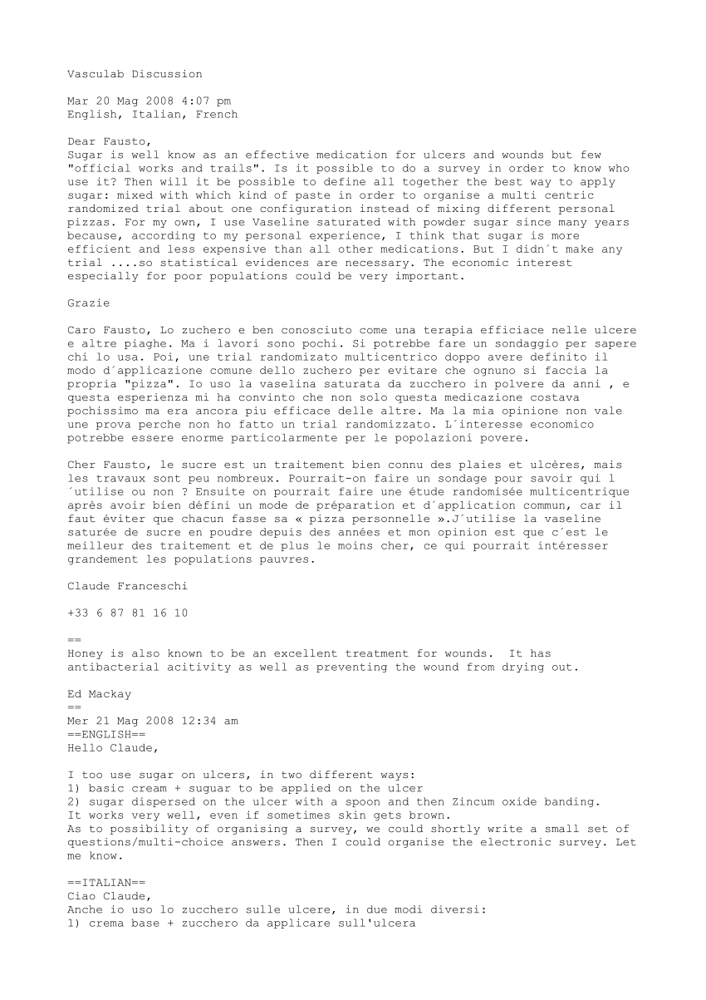 Vasculab Discussion
Mar 20 Mag 2008 4:07 pm
English, Italian, French
Dear Fausto,
Sugar is well know as an effective medication for ulcers and wounds but few
"official works and trails". Is it possible to do a survey in order to know who
use it? Then will it be possible to define all together the best way to apply
sugar: mixed with which kind of paste in order to organise a multi centric
randomized trial about one configuration instead of mixing different personal
pizzas. For my own, I use Vaseline saturated with powder sugar since many years
because, according to my personal experience, I think that sugar is more
efficient and less expensive than all other medications. But I didn´t make any
trial ....so statistical evidences are necessary. The economic interest
especially for poor populations could be very important.
Grazie
Caro Fausto, Lo zuchero e ben conosciuto come una terapia efficiace nelle ulcere
e altre piaghe. Ma i lavori sono pochi. Si potrebbe fare un sondaggio per sapere
chi lo usa. Poi, une trial randomizato multicentrico doppo avere definito il
modo d´applicazione comune dello zuchero per evitare che ognuno si faccia la
propria "pizza". Io uso la vaselina saturata da zucchero in polvere da anni , e
questa esperienza mi ha convinto che non solo questa medicazione costava
pochissimo ma era ancora piu efficace delle altre. Ma la mia opinione non vale
une prova perche non ho fatto un trial randomizzato. L´interesse economico
potrebbe essere enorme particolarmente per le popolazioni povere.
Cher Fausto, le sucre est un traitement bien connu des plaies et ulcères, mais
les travaux sont peu nombreux. Pourrait-on faire un sondage pour savoir qui l
´utilise ou non ? Ensuite on pourrait faire une étude randomisée multicentrique
après avoir bien défini un mode de préparation et d´application commun, car il
faut éviter que chacun fasse sa « pizza personnelle ».J´utilise la vaseline
saturée de sucre en poudre depuis des années et mon opinion est que c´est le
meilleur des traitement et de plus le moins cher, ce qui pourrait intéresser
grandement les populations pauvres.
Claude Franceschi
+33 6 87 81 16 10
==
Honey is also known to be an excellent treatment for wounds.  It has
antibacterial acitivity as well as preventing the wound from drying out.
Ed Mackay
==
Mer 21 Mag 2008 12:34 am
==ENGLISH==
Hello Claude,
I too use sugar on ulcers, in two different ways:
1) basic cream + suguar to be applied on the ulcer
2) sugar dispersed on the ulcer with a spoon and then Zincum oxide banding.
It works very well, even if sometimes skin gets brown.
As to possibility of organising a survey, we could shortly write a small set of
questions/multi-choice answers. Then I could organise the electronic survey. Let
me know.
==ITALIAN==
Ciao Claude,
Anche io uso lo zucchero sulle ulcere, in due modi diversi:
1) crema base + zucchero da applicare sull'ulcera